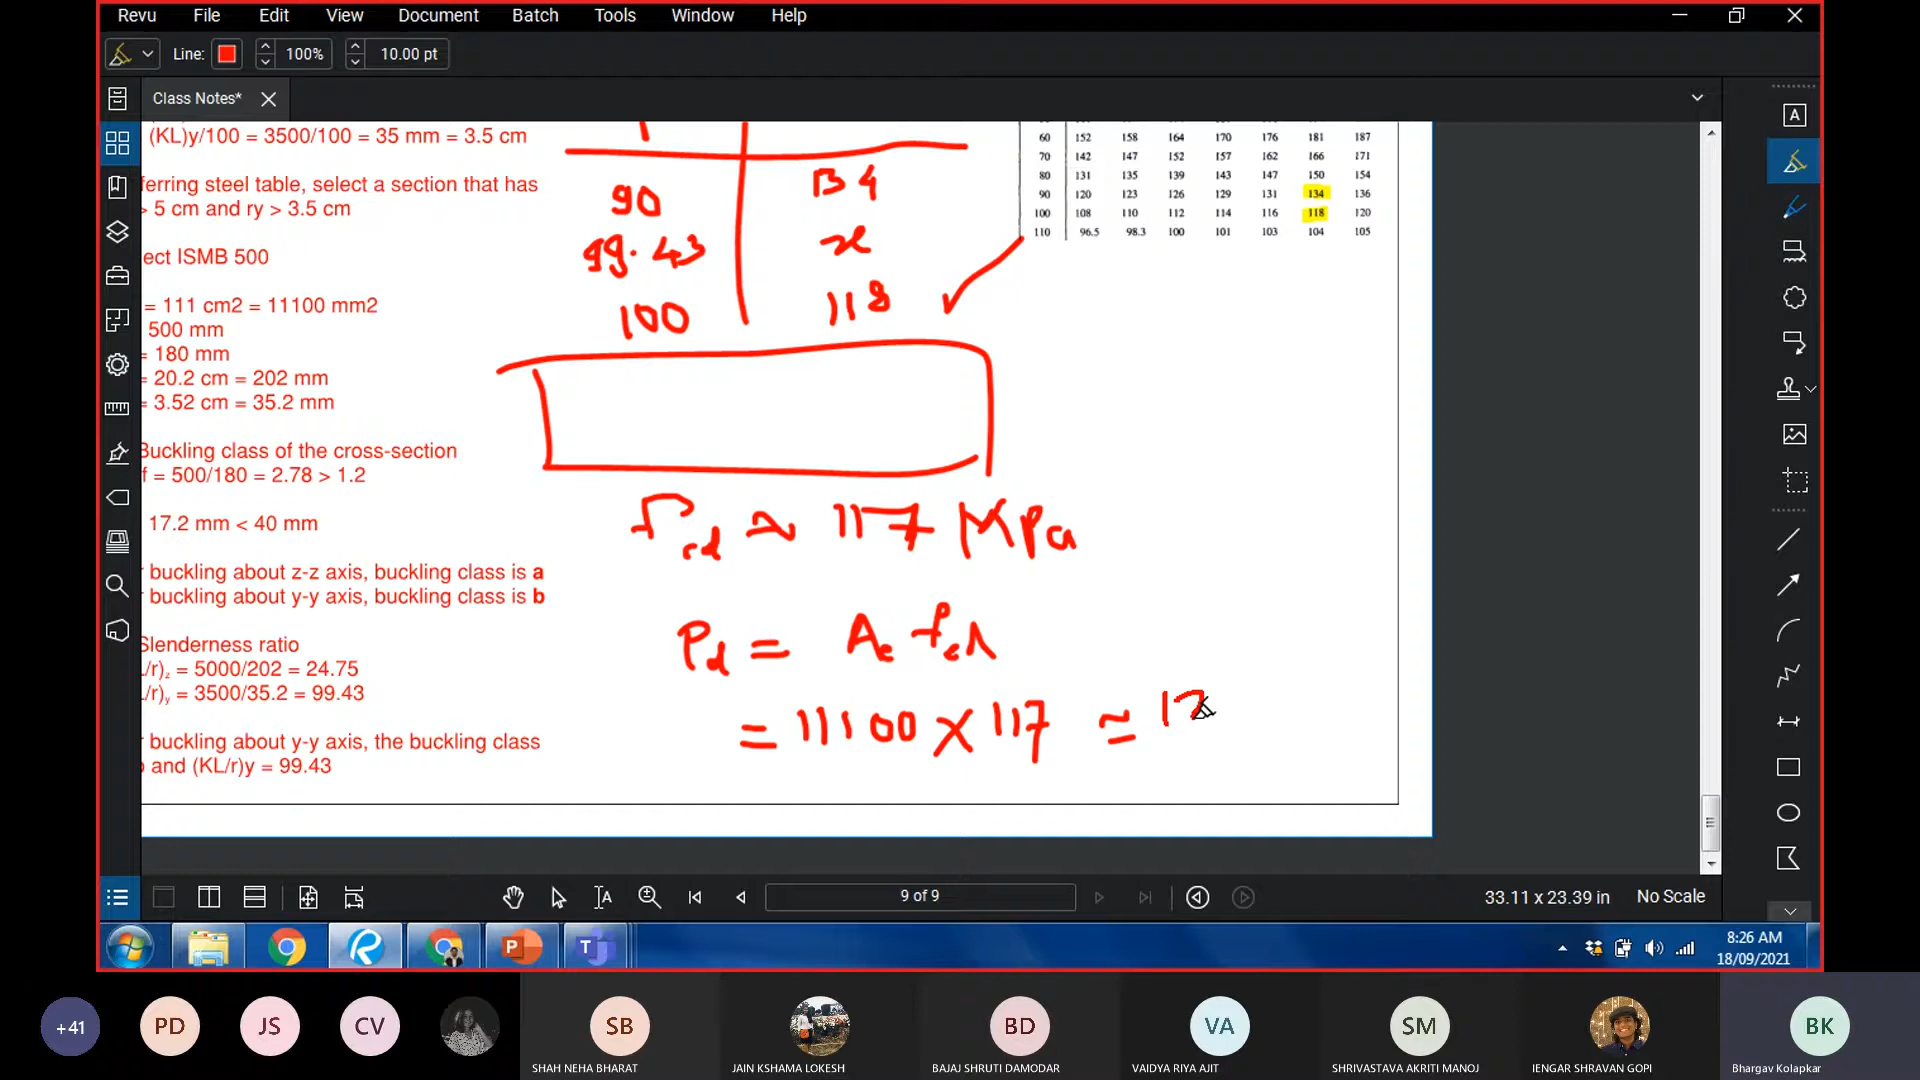 Revu File Edit View Document Batch Tools Window Help
Line: 100% 10.00 pt
Class Notes*
(KL)y/100 = 3500/100 = 35 mm = 3.5 cm
ferring steel table, select a section that has
> 5 cm and ry > 3.5 cm
ect ISMB 500
= 111 cm2 = 11100 mm2
500 mm
= 180 mm
= 20.2 cm = 202 mm
= 3.52 cm = 35.2 mm
Buckling class of the cross-section
f = 500/180 = 2.78 > 1.2
17.2 mm < 40 mm
r buckling about z-z axis, buckling class is a
r buckling about y-y axis, buckling class is b
Slenderness ratio
/r)z = 5000/202 = 24.75
/r)y = 3500/35.2 = 99.43
r buckling about y-y axis, the buckling class
and (KL/r)y = 99.43
90 134
99.43 x
100 118
fcd ≈ 117 MPa
Pd = Ae fcd
= 11100 × 117 ≃ 12
60 152 158 164 170 176 181 187
70 142 147 152 157 162 166 171
80 131 135 139 143 147 150 154
90 120 123 126 129 131 134 136
100 108 110 112 114 116 118 120
110 96.5 98.3 100 101 103 104 105
9 of 9
33.11 x 23.39 in No Scale
8:26 AM
18/09/2021
+41 PD JS CV SB BD VA SM BK
SHAH NEHA BHARAT JAIN KSHAMA LOKESH BAJAJ SHRUTI DAMODAR VAIDYA RIYA AJIT SHRIVASTAVA AKRITI MANOJ IENGAR SHRAVAN GOPI Bhargav Kolapkar